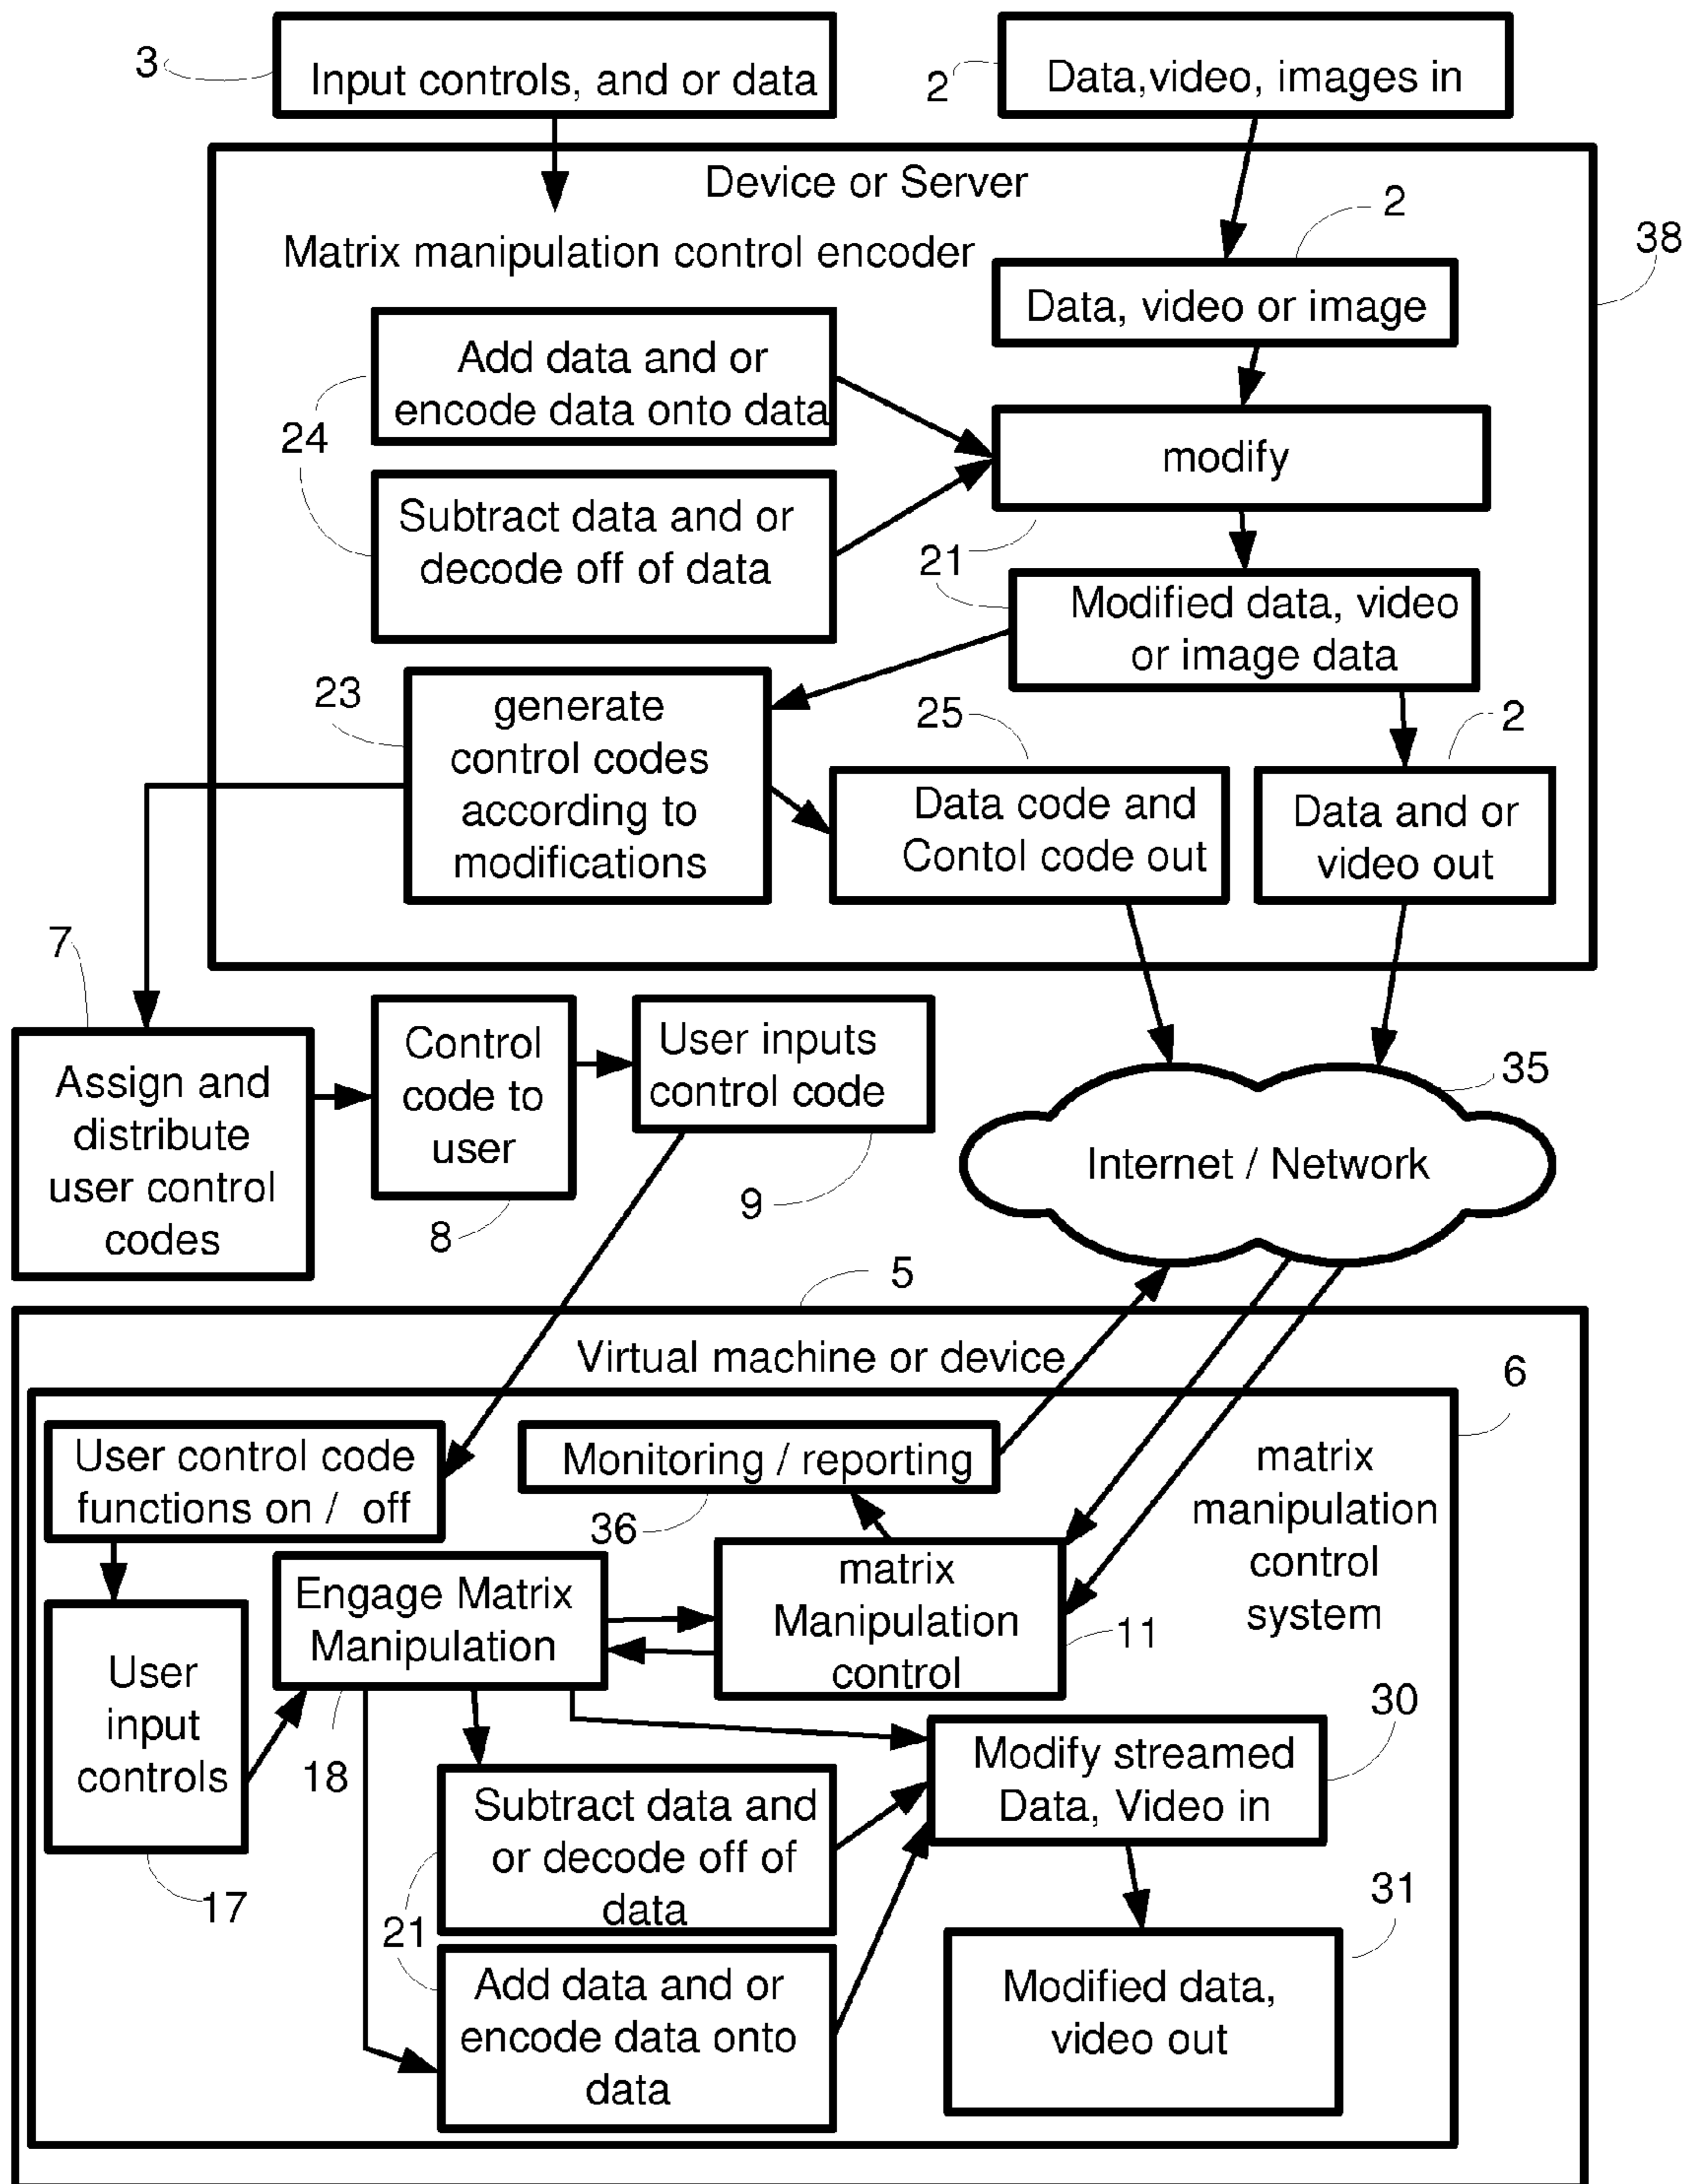 3
Input controls, and or data
2
Data,video, images in
Device or Server
2
38
Matrix manipulation control encoder
Data, video or image
Add data and or
encode data onto data
24
modify
Subtract data and or
decode off of data
21
Modified data, video
or image data
23
generate
control codes
according to
modifications
25
2
Data code and
Contol code out
Data and or
video out
7
Assign and
distribute
user control
codes
Control
code to
user
8
User inputs
control code
9
35
Internet / Network
5
Virtual machine or device
6
User control code
functions on / off
Monitoring / reporting
36
matrix
manipulation
control
system
Engage Matrix
Manipulation
18
matrix
Manipulation
control
11
User
input
controls
17
30
Modify streamed
Data, Video in
Subtract data and
or decode off of
data
21
31
Add data and or
encode data onto
data
Modified data,
video out